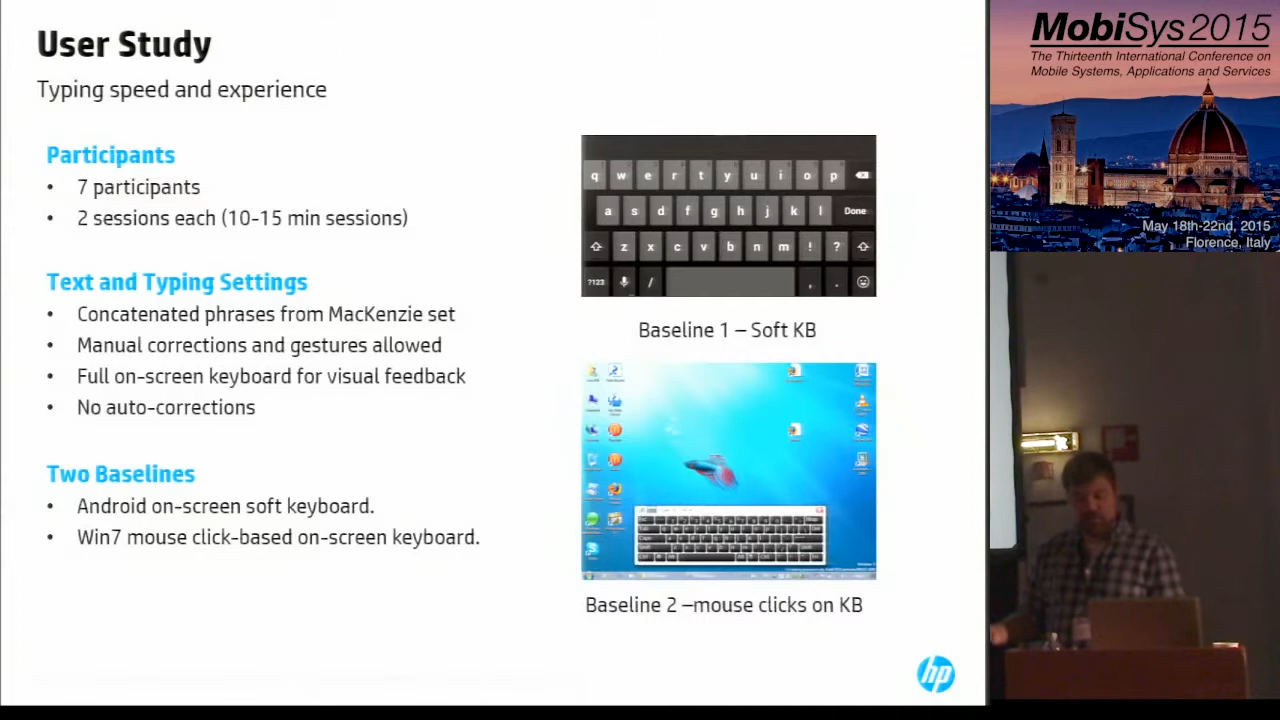 User Study
Typing speed and experience
Participants
• 7 participants
• 2 sessions each (10-15 min sessions)
Text and Typing Settings
• Concatenated phrases from MacKenzie set
• Manual corrections and gestures allowed
• Full on-screen keyboard for visual feedback
• No auto-corrections
Two Baselines
• Android on-screen soft keyboard.
• Win7 mouse click-based on-screen keyboard.
q w e r t y u i o p
a s d f g h j k l Done
z x c v b n m ! ?
?123 / , .
Baseline 1 – Soft KB
Baseline 2 –mouse clicks on KB
hp
MobiSys 2015
The Thirteenth International Conference on
Mobile Systems, Applications and Services
May 18th-22nd, 2015
Florence, Italy